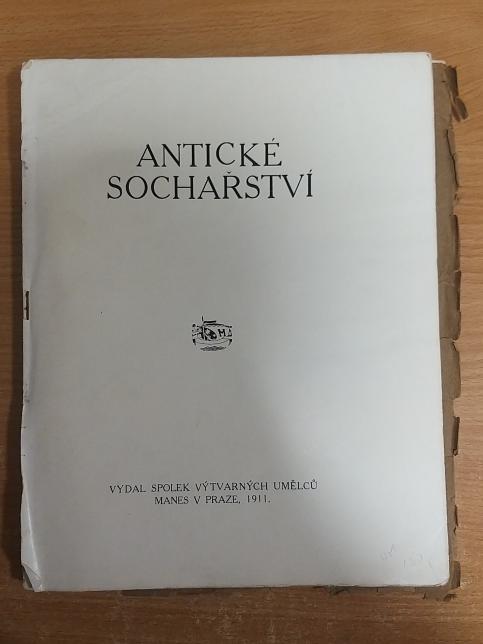 ANTICKÉ
SOCHAŘSTVÍ
VYDAL SPOLEK VÝTVARNÝCH UMĚLCŮ
MANES V PRAZE, 1911.